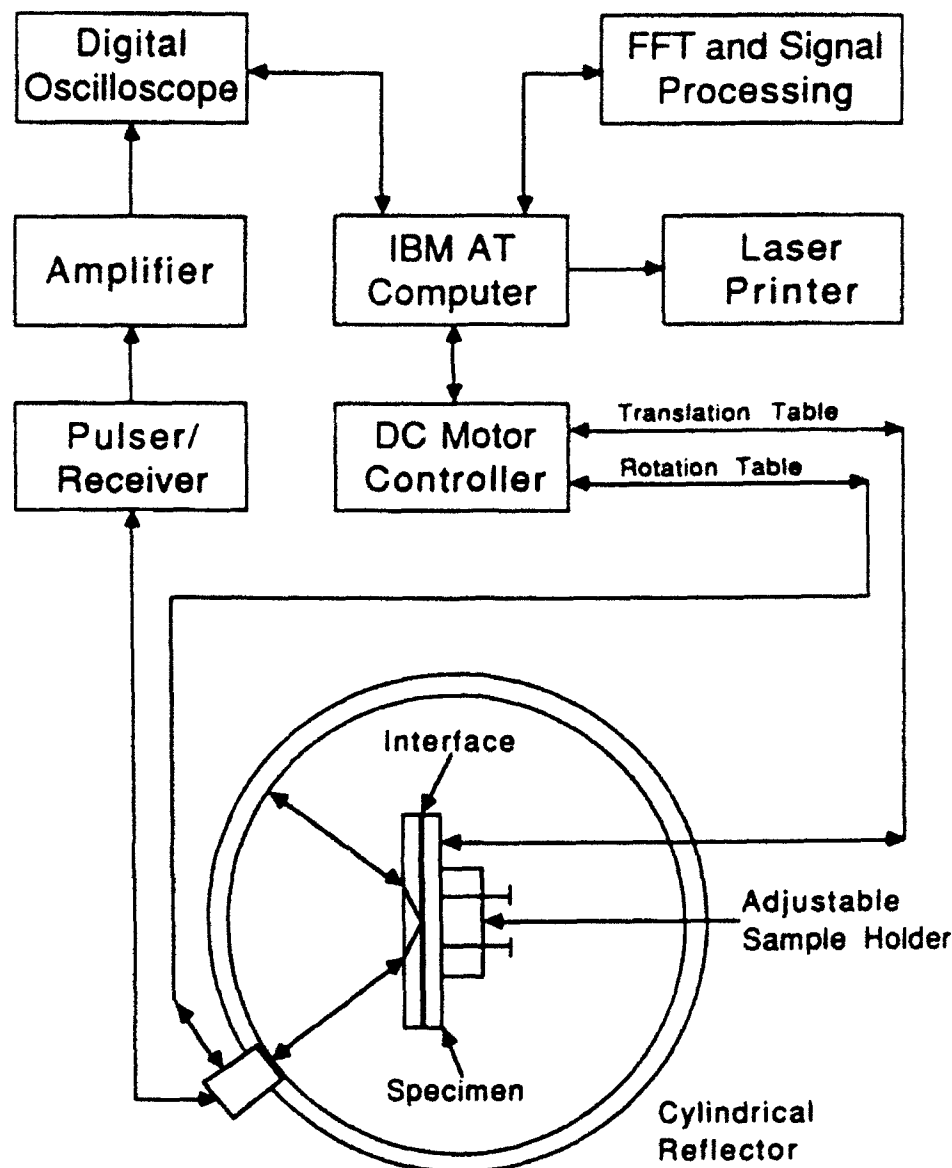 Digital
Oscilloscope
FFT and Signal
Processing
Amplifier
IBM AT
Computer
Laser
Printer
Pulser/
Receiver
DC Motor
Controller
Translation Table
Rotation Table
Interface
Adjustable
Sample Holder
Specimen
Cylindrical
Reflector